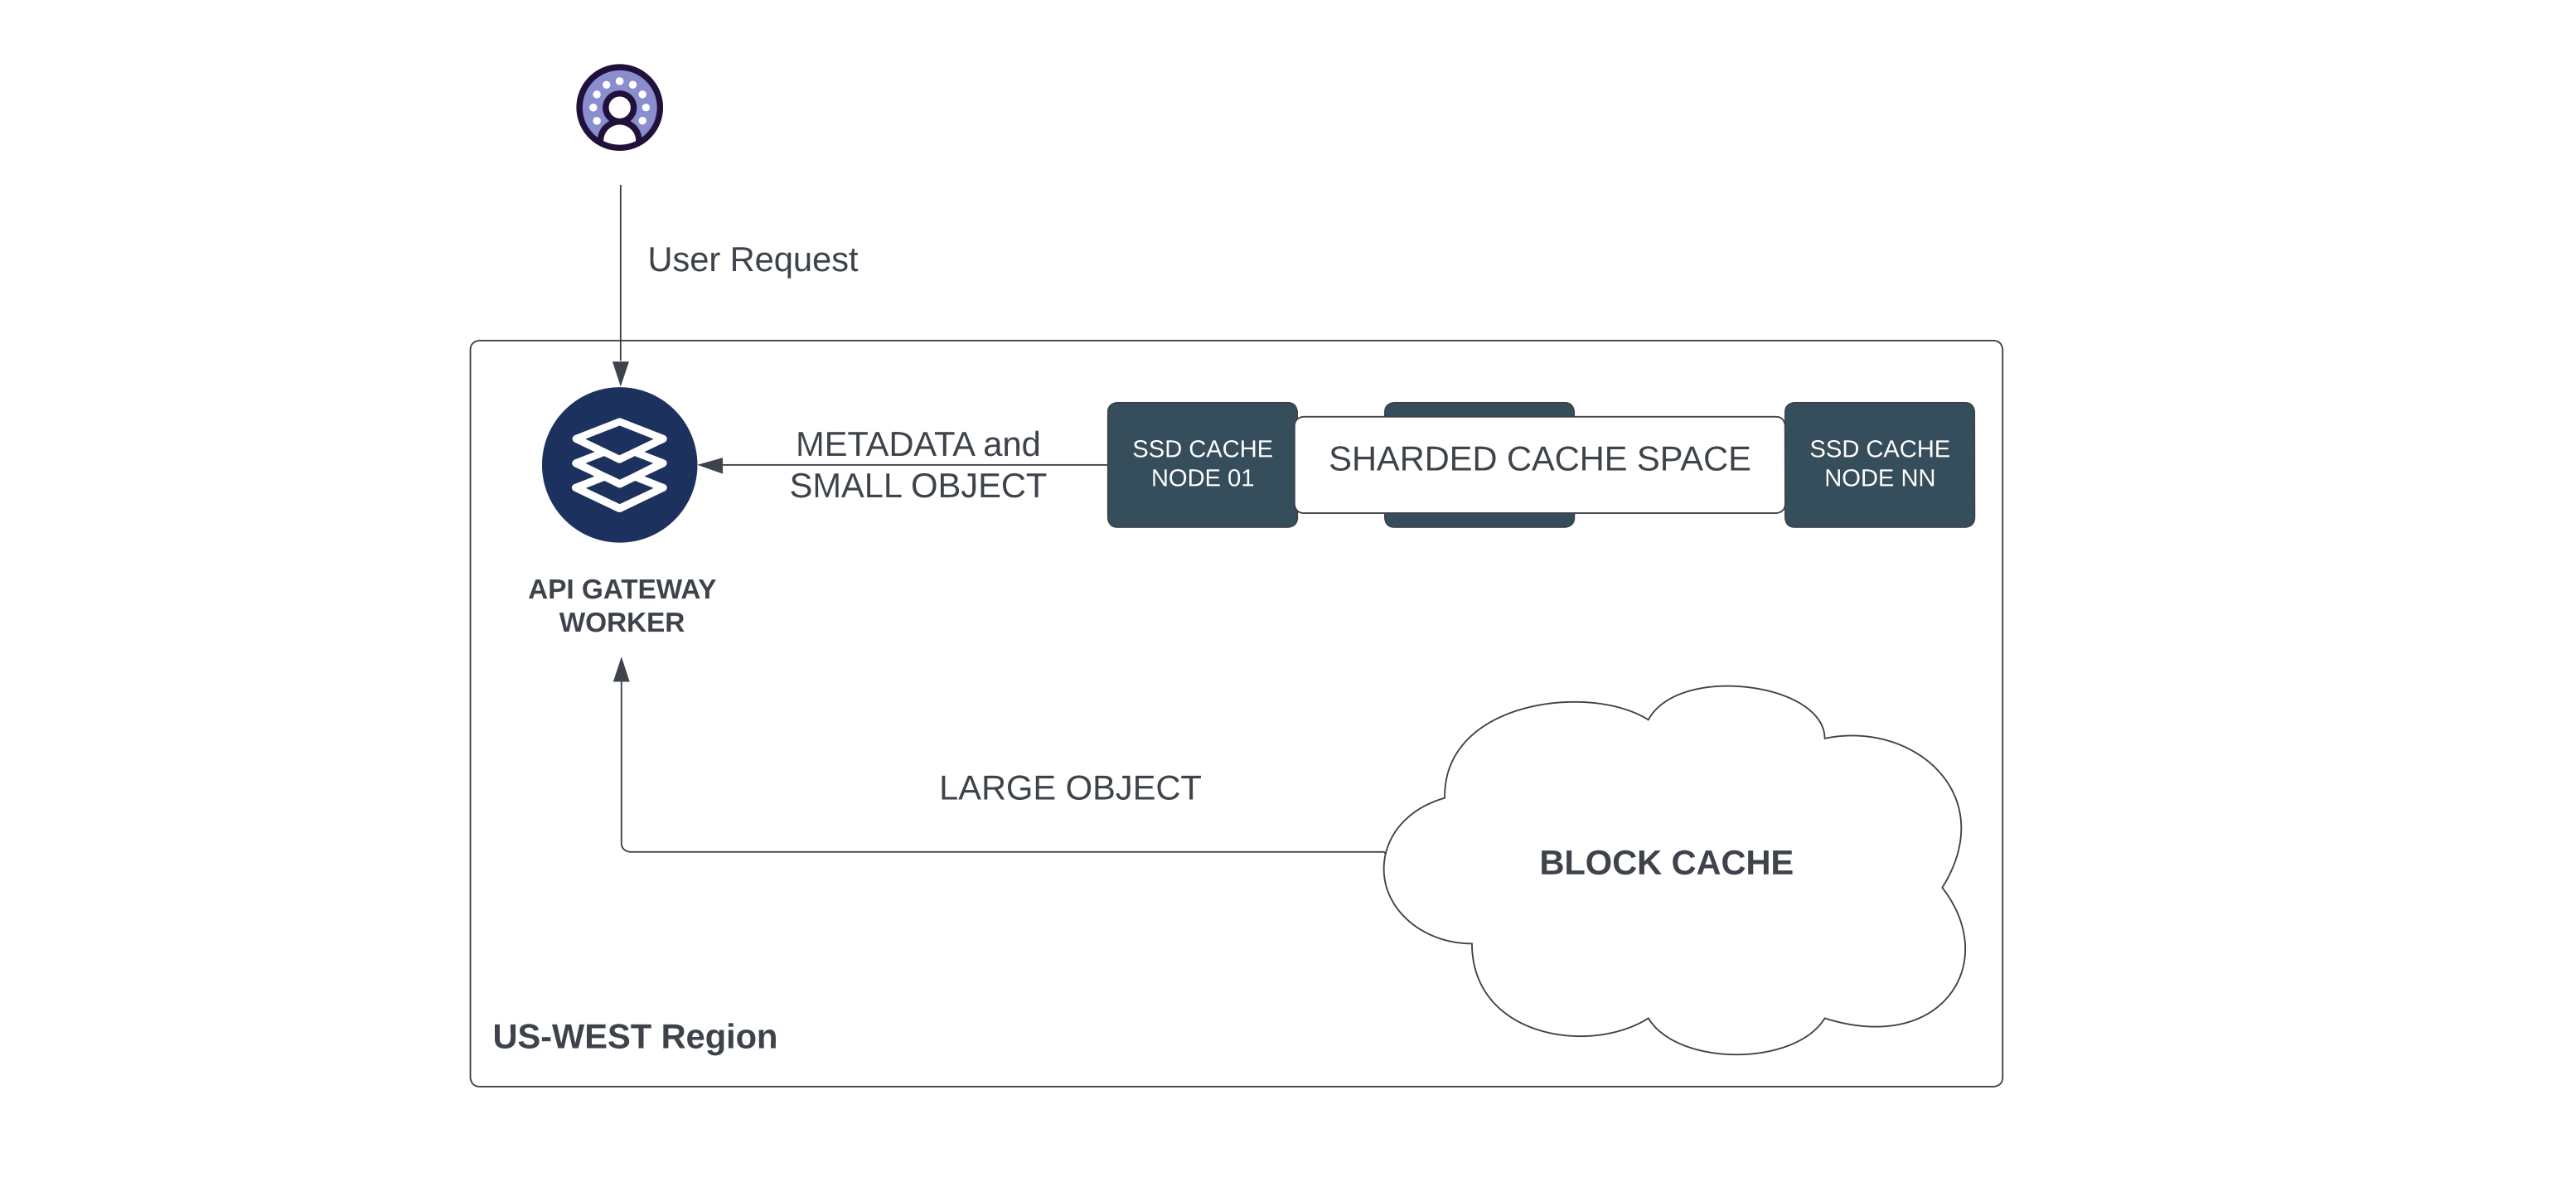 User Request
METADATA and
SMALL OBJECT
SSD CACHE
NODE 01
SHARDED CACHE SPACE
SSD CACHE
NODE NN
API GATEWAY
WORKER
LARGE OBJECT
BLOCK CACHE
US-WEST Region